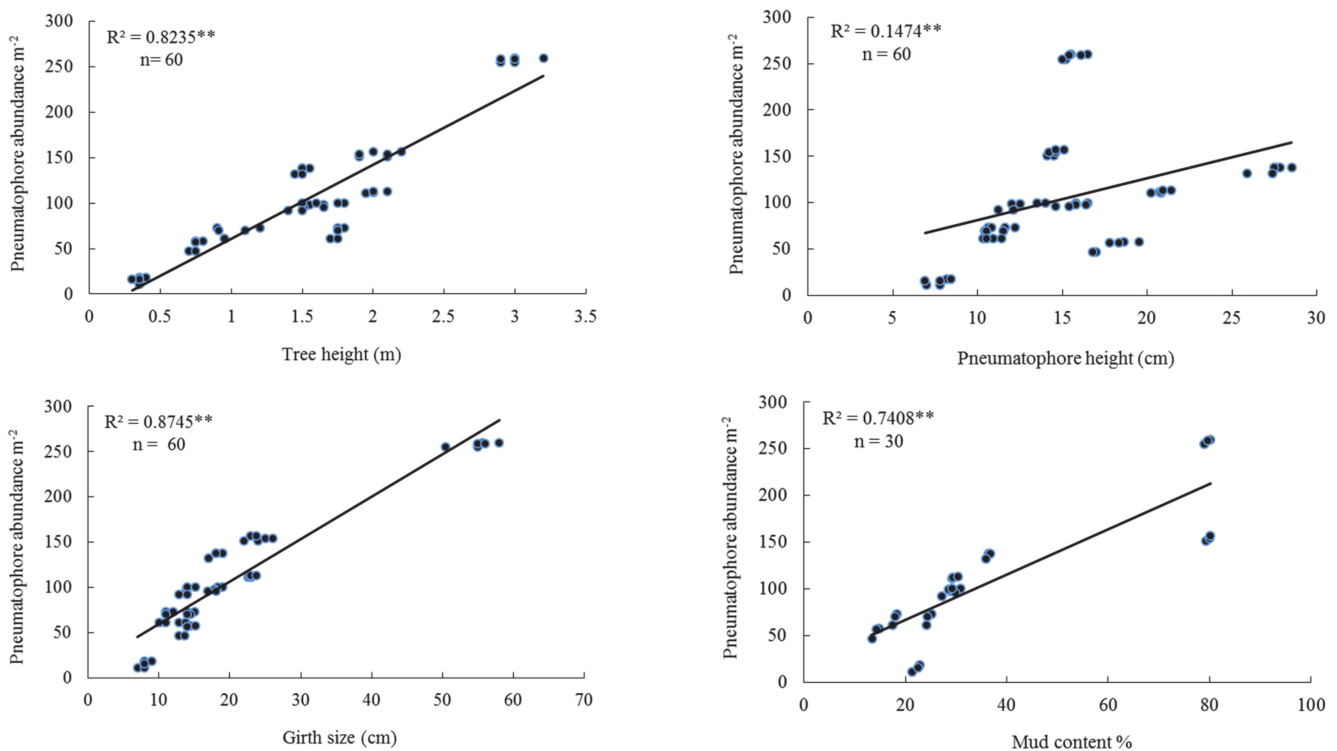 Pneumatophore abundance m-2
300
250
200
150
100
50
0
R² = 0.8235**
n= 60
0 0.5 1 1.5 2 2.5 3 3.5
Tree height (m)
Pneumatophore abundance m-2
300
250
200
150
100
50
0
R² = 0.1474**
n = 60
0 5 10 15 20 25 30
Pneumatophore height (cm)
Pneumatophore abundance m-2
300
250
200
150
100
50
0
R² = 0.8745**
n = 60
0 10 20 30 40 50 60 70
Girth size (cm)
Pneumatophore abundance m-2
300
250
200
150
100
50
0
R² = 0.7408**
n = 30
0 20 40 60 80 100
Mud content %